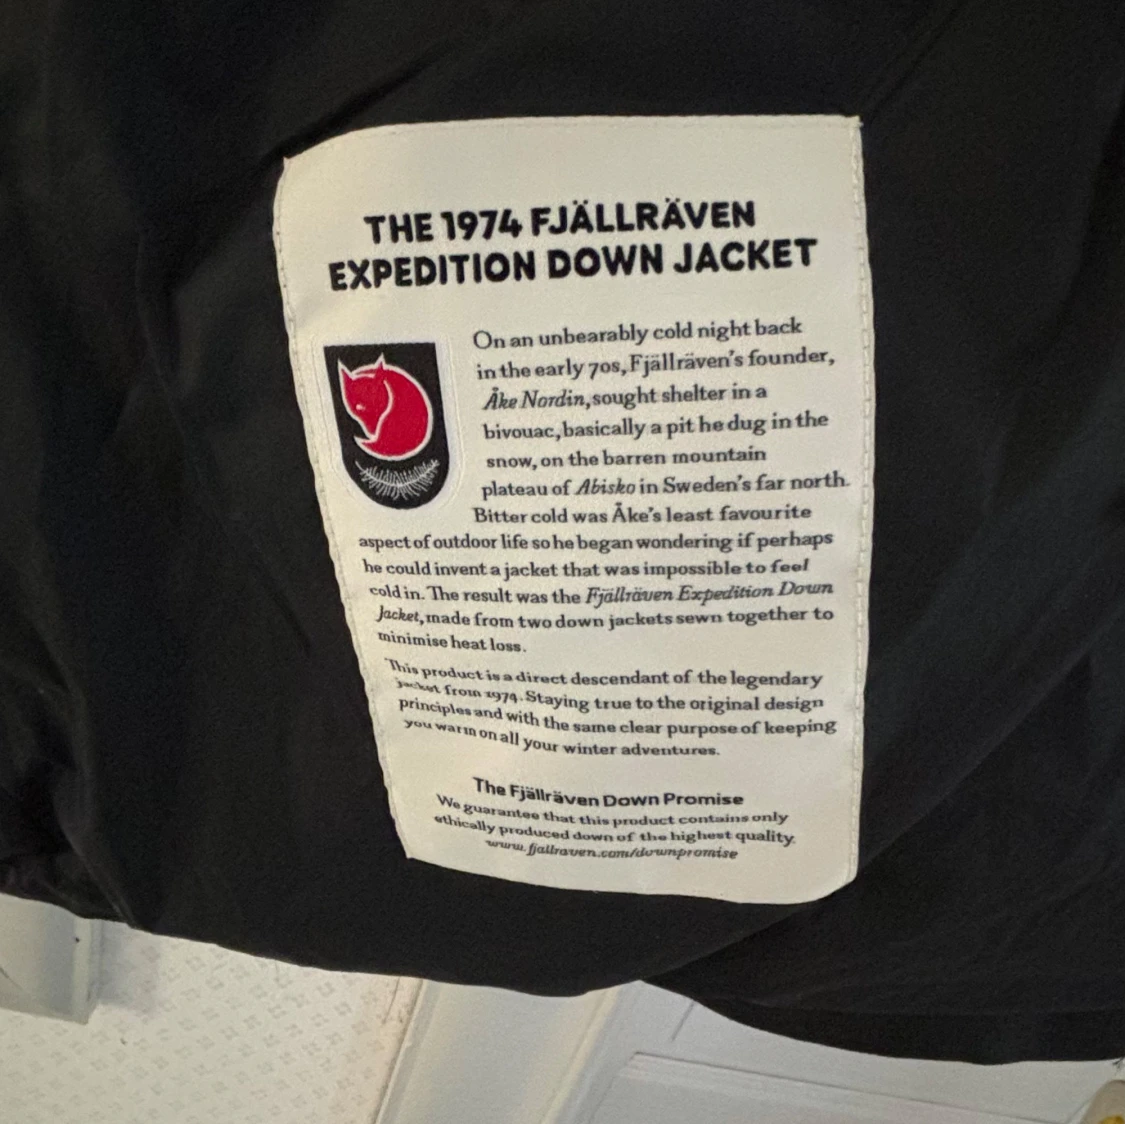 THE 1974 FJÄLLRÄVEN
EXPEDITION DOWN JACKET
On an unbearably cold night back
in the early 70s, Fjällräven's founder,
Åke Nordin, sought shelter in a
bivouac, basically a pit he dug in the
snow, on the barren mountain
plateau of Abisko in Sweden's far north.
Bitter cold was Åke's least favourite
aspect of outdoor life so he began wondering if perhaps
he could invent a jacket that was impossible to feel
cold in. The result was the Fjällräven Expedition Down
Jacket, made from two down jackets sewn together to
minimise heat loss.
This product is a direct descendant of the legendary
jacket from 1974. Staying true to the original design
principles and with the same clear purpose of keeping
you warm on all your winter adventures.
The Fjällräven Down Promise
We guarantee that this product contains only
ethically produced down of the highest quality.
www.fjallraven.com/downpromise